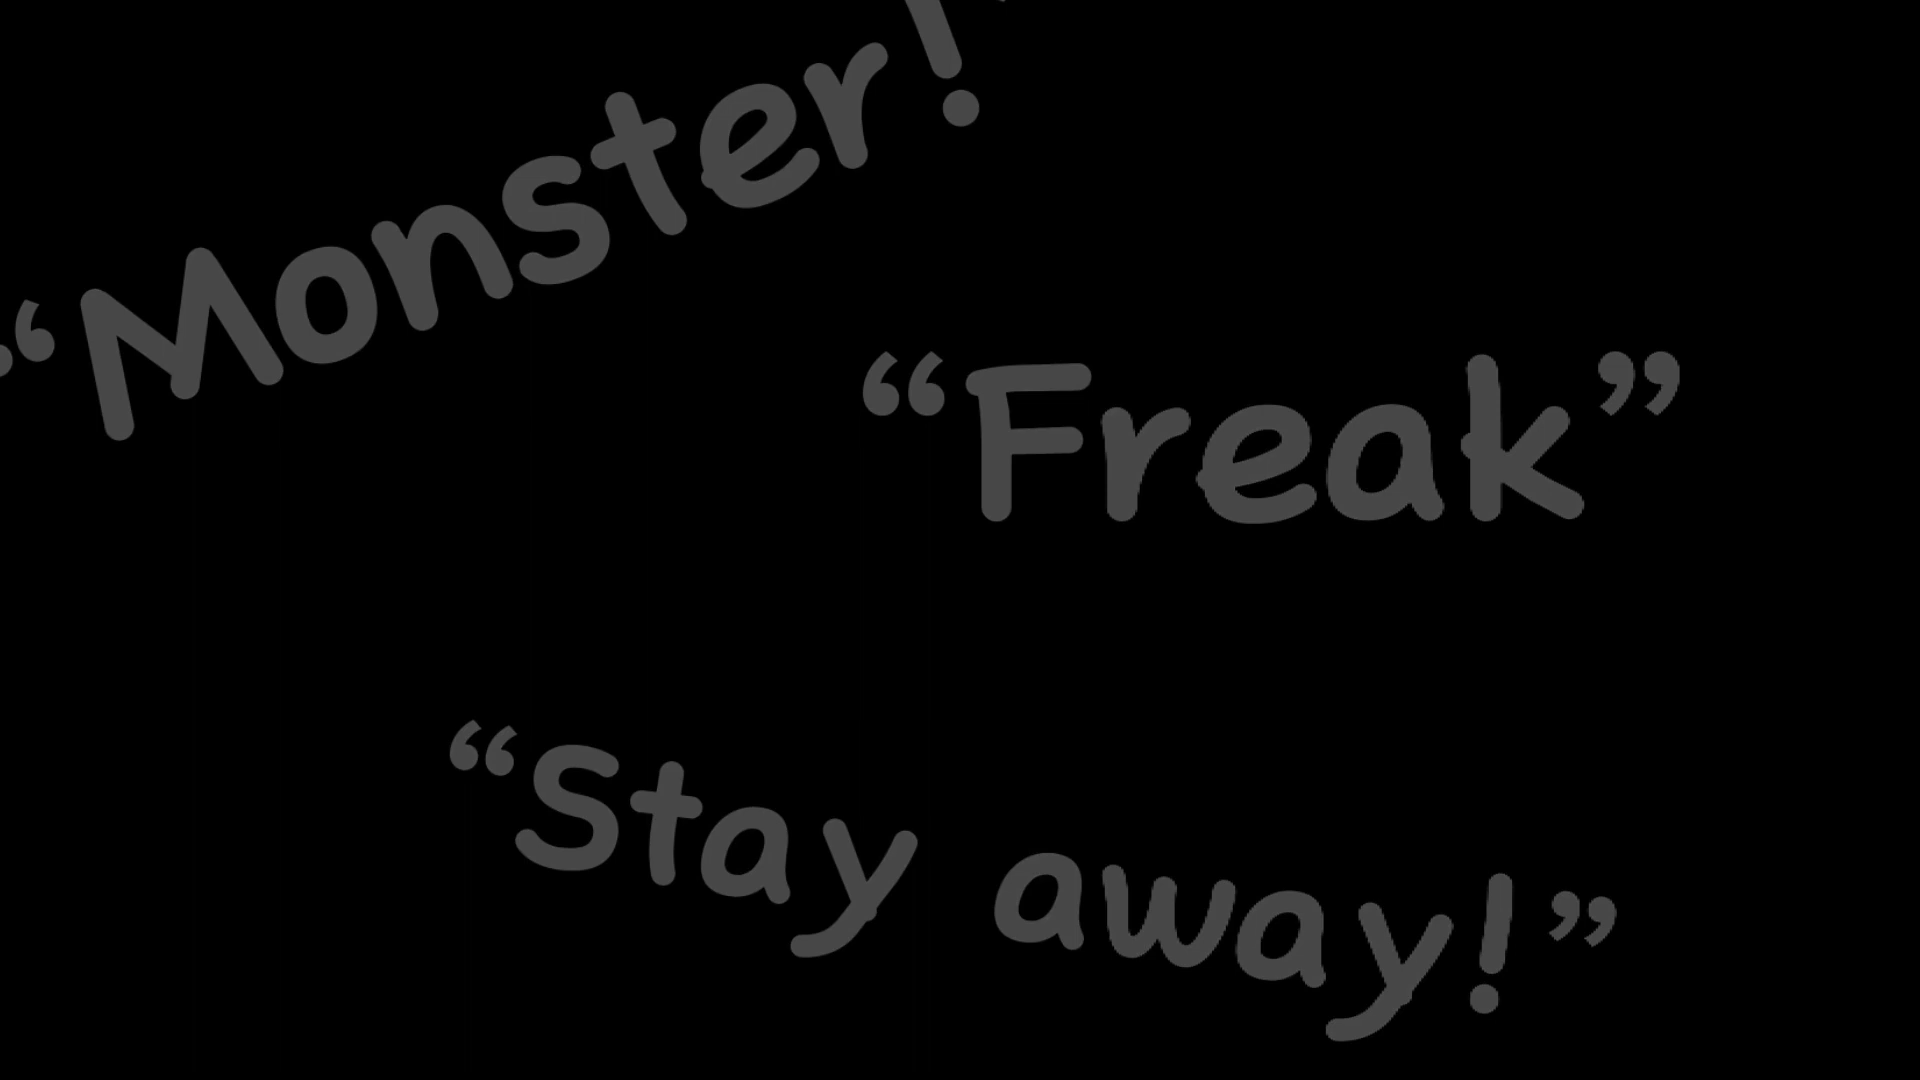 “Monster!”
“Freak”
“Stay away!”